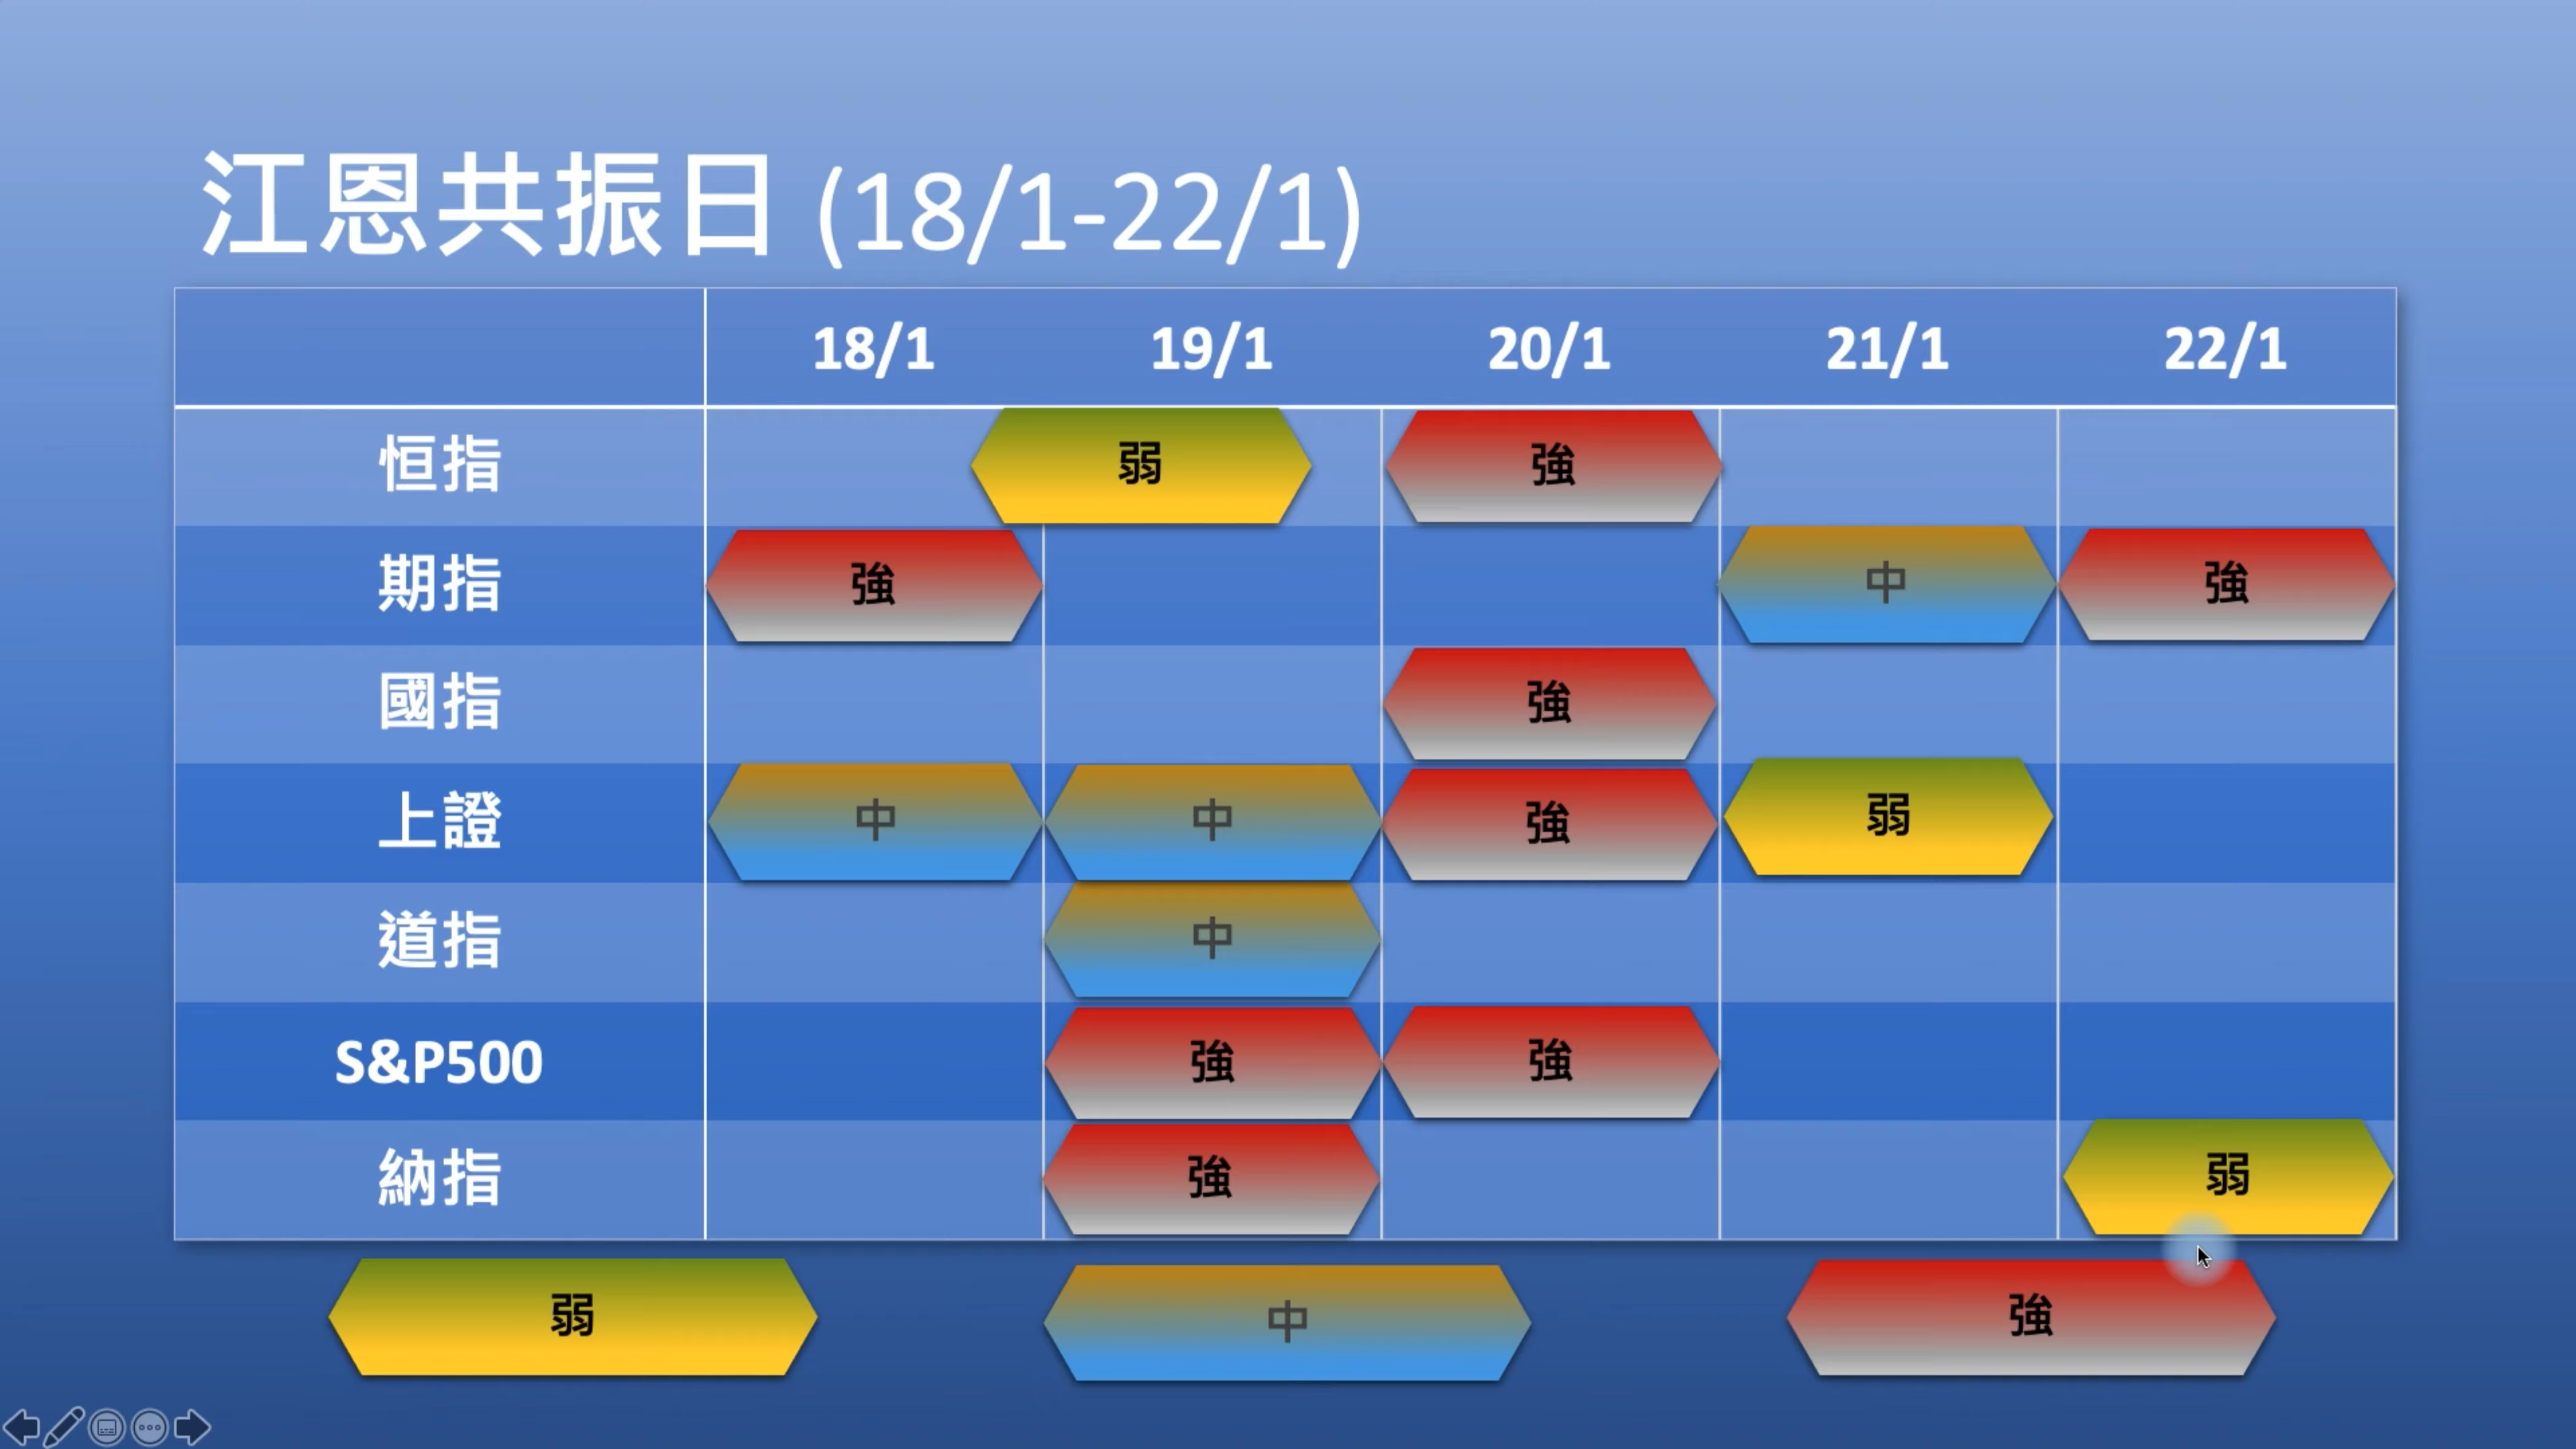 江恩共振日 (18/1-22/1)
18/1 19/1 20/1 21/1 22/1
恒指 弱 強
期指 強 中 強
國指 強
上證 中 中 強 弱
道指 中
S&P500 強 強
納指 強 弱
弱 中 強